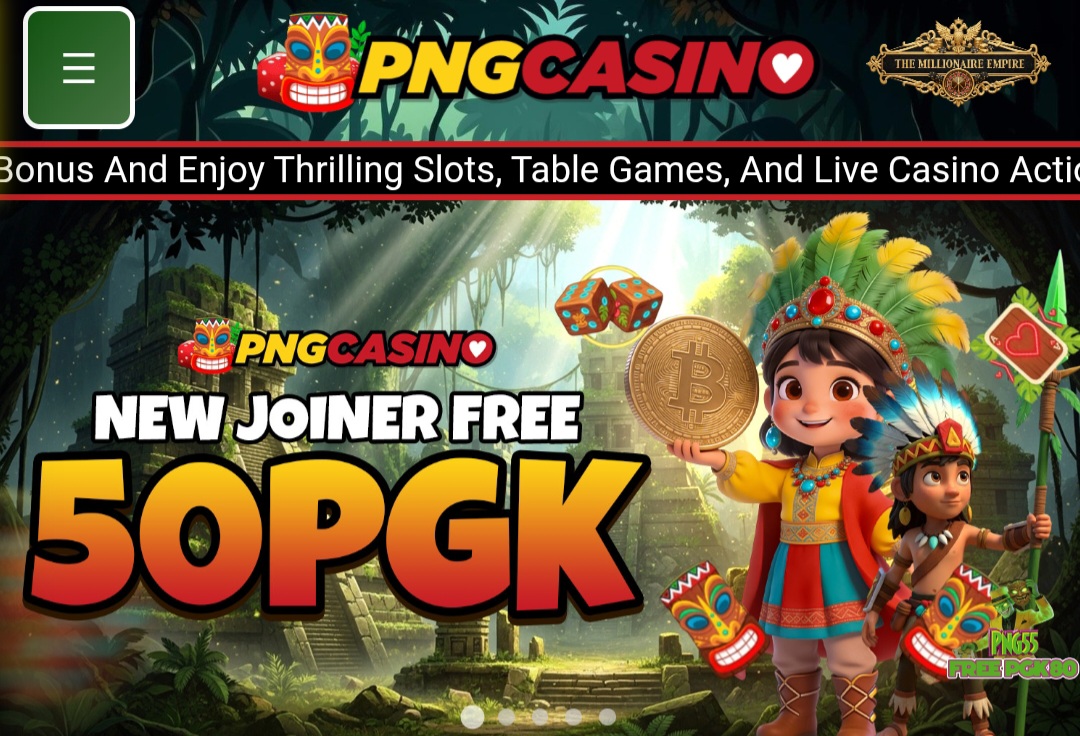 PNGCASINO
THE MILLIONAIRE EMPIRE
Bonus And Enjoy Thrilling Slots, Table Games, And Live Casino
PNGCASINO
NEW JOINER FREE
50PGK
PNG55
FREE PGK80